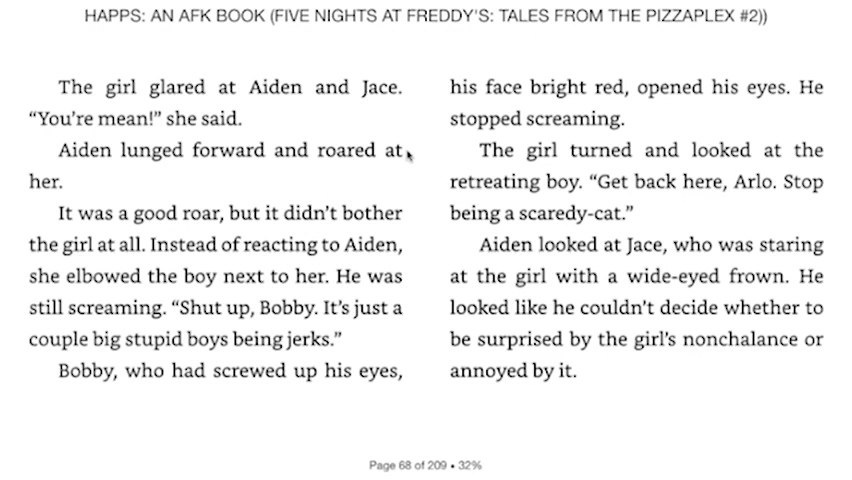 HAPPS: AN AFK BOOK (FIVE NIGHTS AT FREDDY'S: TALES FROM THE PIZZAPLEX #2))
The girl glared at Aiden and Jace.
“You’re mean!” she said.
Aiden lunged forward and roared at
her.
It was a good roar, but it didn’t bother
the girl at all. Instead of reacting to Aiden,
she elbowed the boy next to her. He was
still screaming. “Shut up, Bobby. It’s just a
couple big stupid boys being jerks.”
Bobby, who had screwed up his eyes,
his face bright red, opened his eyes. He
stopped screaming.
The girl turned and looked at the
retreating boy. “Get back here, Arlo. Stop
being a scaredy-cat.”
Aiden looked at Jace, who was staring
at the girl with a wide-eyed frown. He
looked like he couldn’t decide whether to
be surprised by the girl’s nonchalance or
annoyed by it.
Page 68 of 209 • 32%